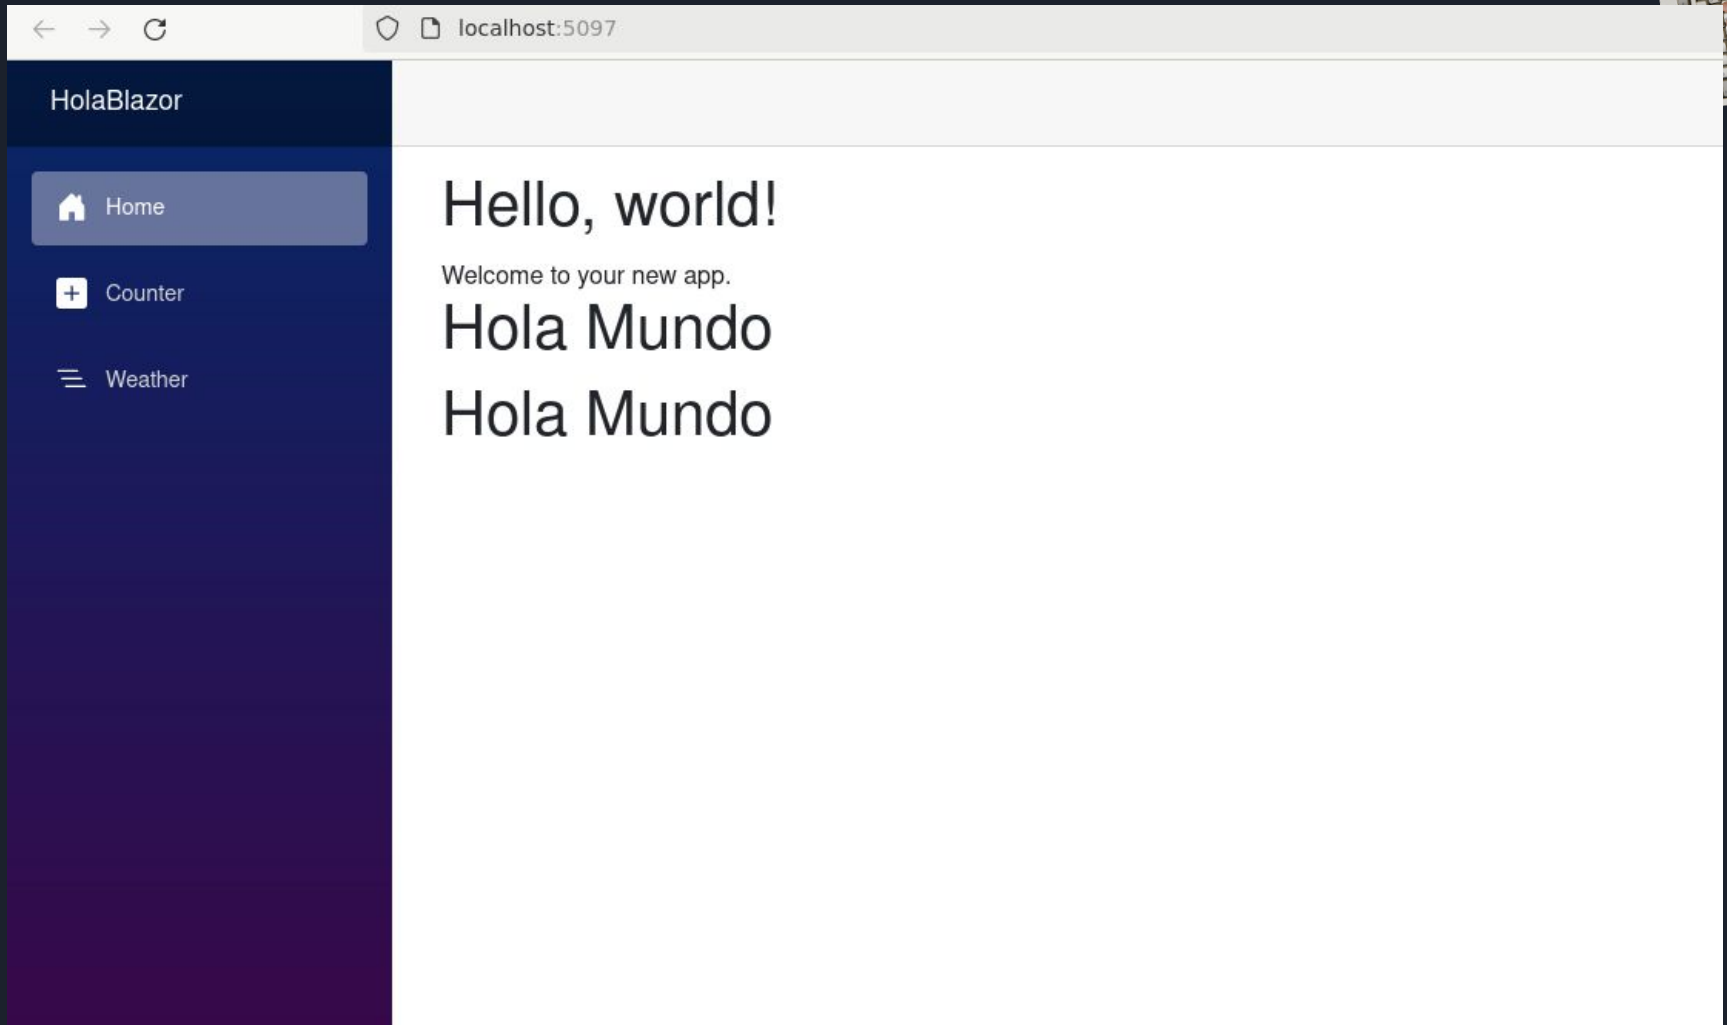 localhost:5097
HolaBlazor
Home
Counter
Weather
Hello, world!
Welcome to your new app.
Hola Mundo
Hola Mundo